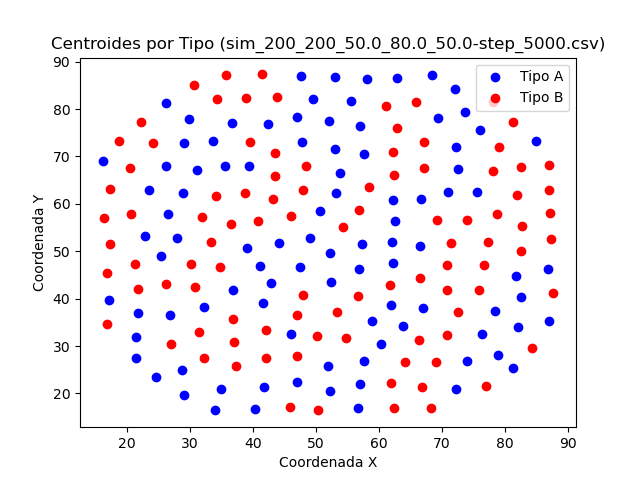 Centroides por Tipo (sim_200_200_50.0_80.0_50.0-step_5000.csv)
Tipo A
Tipo B
Coordenada Y
90
80
70
60
50
40
30
20
20 30 40 50 60 70 80 90
Coordenada X